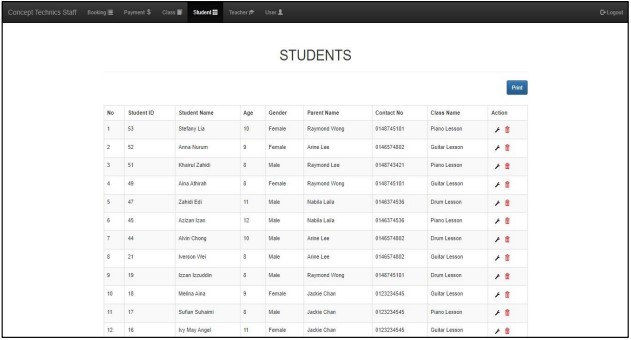 Concept Technics Staff Booking Payment $ Class Student Teacher User Logout
STUDENTS
Print
No Student ID Student Name Age Gender Parent Name Contact No Class Name Action
1 53 Stefany Lia 10 Female Raymond Wong 0148745181 Piano Lesson
2 52 Anna Nurum 9 Female Anne Lee 0146574882 Guitar Lesson
3 51 Khairul Zahidi 8 Male Raymond Lee 0148743421 Piano Lesson
4 49 Aina Athirah 8 Female Raymond Wong 0148745181 Guitar Lesson
5 47 Zahidi Edi 11 Male Nabila Laila 0146374536 Drum Lesson
6 45 Azizan Izan 12 Male Nabila Laila 0146374536 Piano Lesson
7 44 Alvin Chong 10 Male Anne Lee 0146574882 Drum Lesson
8 21 Iverson Wei 8 Male Anne Lee 0146574882 Guitar Lesson
9 19 Izzan Izzuddin 8 Male Raymond Wong 0148745181 Drum Lesson
10 18 Melina Aina 9 Female Jackie Chan 0123234545 Guitar Lesson
11 17 Sufian Suhaimi 8 Male Jackie Chan 0123234545 Piano Lesson
12 16 Ivy May Angel 11 Female Jackie Chan 0123234545 Guitar Lesson